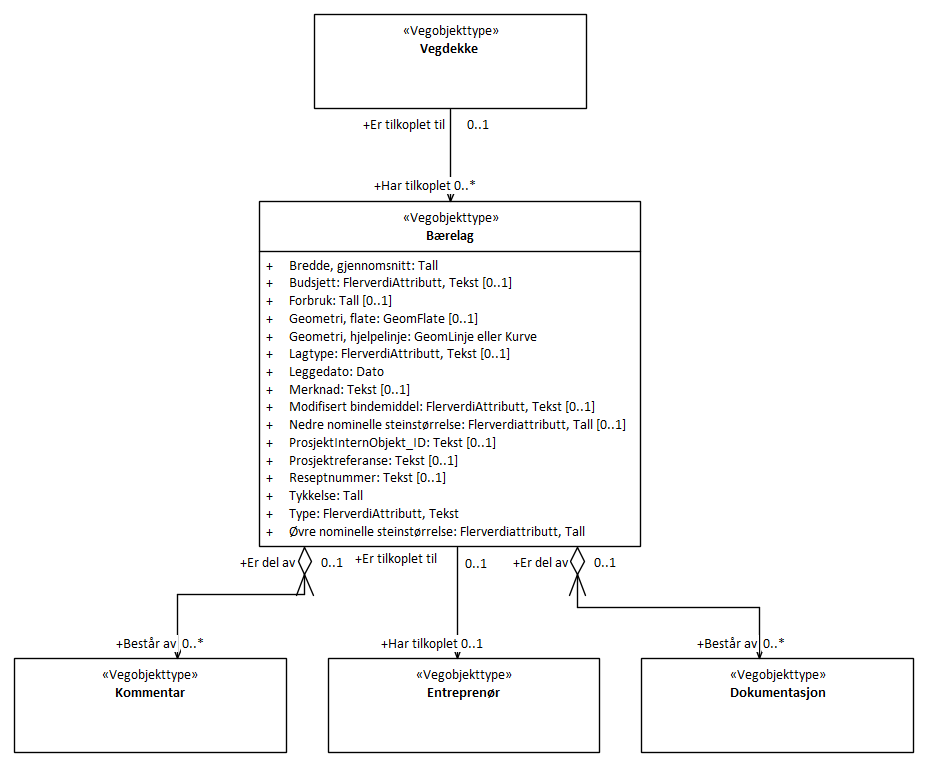 «Vegobjekttype»
Vegdekke
+Er tilkoplet til 0..1
+Har tilkoplet 0..*
«Vegobjekttype»
Bærelag
+ Bredde, gjennomsnitt: Tall
+ Budsjett: FlerverdiAttributt, Tekst [0..1]
+ Forbruk: Tall [0..1]
+ Geometri, flate: GeomFlate [0..1]
+ Geometri, hjelpelinje: GeomLinje eller Kurve
+ Lagtype: FlerverdiAttributt, Tekst [0..1]
+ Leggedato: Dato
+ Merknad: Tekst [0..1]
+ Modifisert bindemiddel: FlerverdiAttributt, Tekst [0..1]
+ Nedre nominelle steinstørrelse: Flerverdiattributt, Tall [0..1]
+ ProsjektInternObjekt_ID: Tekst [0..1]
+ Prosjektreferanse: Tekst [0..1]
+ Reseptnummer: Tekst [0..1]
+ Tykkelse: Tall
+ Type: FlerverdiAttributt, Tekst
+ Øvre nominelle steinstørrelse: Flerverdiattributt, Tall
+Er del av 0..1 +Er tilkoplet til 0..1 +Er del av 0..1
+Består av 0..* +Har tilkoplet 0..1 +Består av 0..*
«Vegobjekttype» «Vegobjekttype» «Vegobjekttype»
Kommentar Entreprenør Dokumentasjon